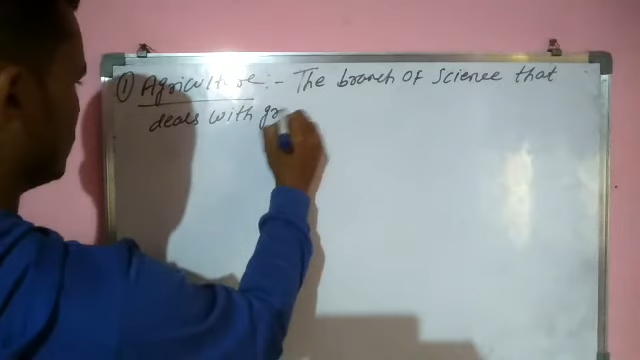 ① Agriculture :- The branch of Science that
deals with gr